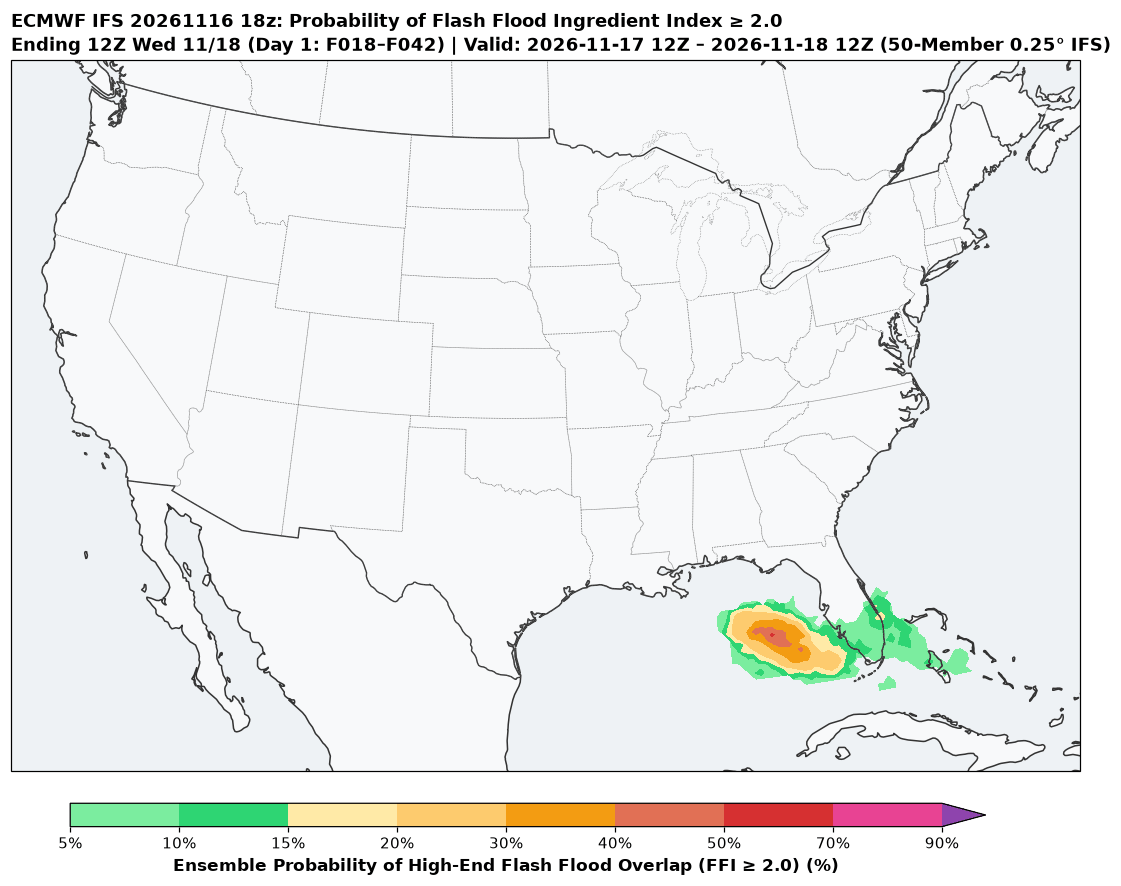 ECMWF IFS 20261116 18z: Probability of Flash Flood Ingredient Index ≥ 2.0
Ending 12Z Wed 11/18 (Day 1: F018–F042) | Valid: 2026-11-17 12Z – 2026-11-18 12Z (50-Member 0.25° IFS)
5% 10% 15% 20% 30% 40% 50% 70% 90%
Ensemble Probability of High-End Flash Flood Overlap (FFI ≥ 2.0) (%)